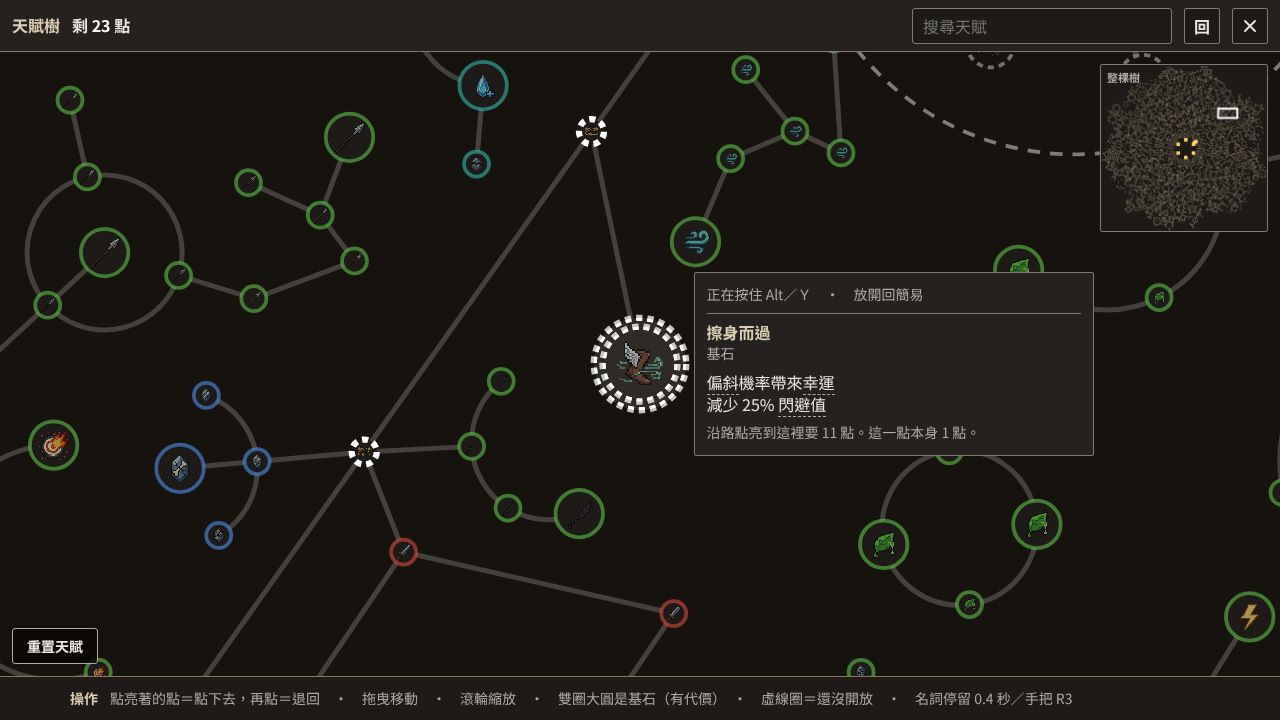 天賦樹 剩 23 點
搜尋天賦
回 ✕
整棵樹
正在按住 Alt／Y ・ 放開回簡易
擦身而過
基石
偏斜機率帶來幸運
減少 25% 閃避值
沿路點亮到這裡要 11 點。這一點本身 1 點。
重置天賦
操作 點亮著的點＝點下去，再點＝退回 ・ 拖曳移動 ・ 滾輪縮放 ・ 雙圈大圓是基石（有代價） ・ 虛線圈＝還沒開放 ・ 名詞停留 0.4 秒／手把 R3